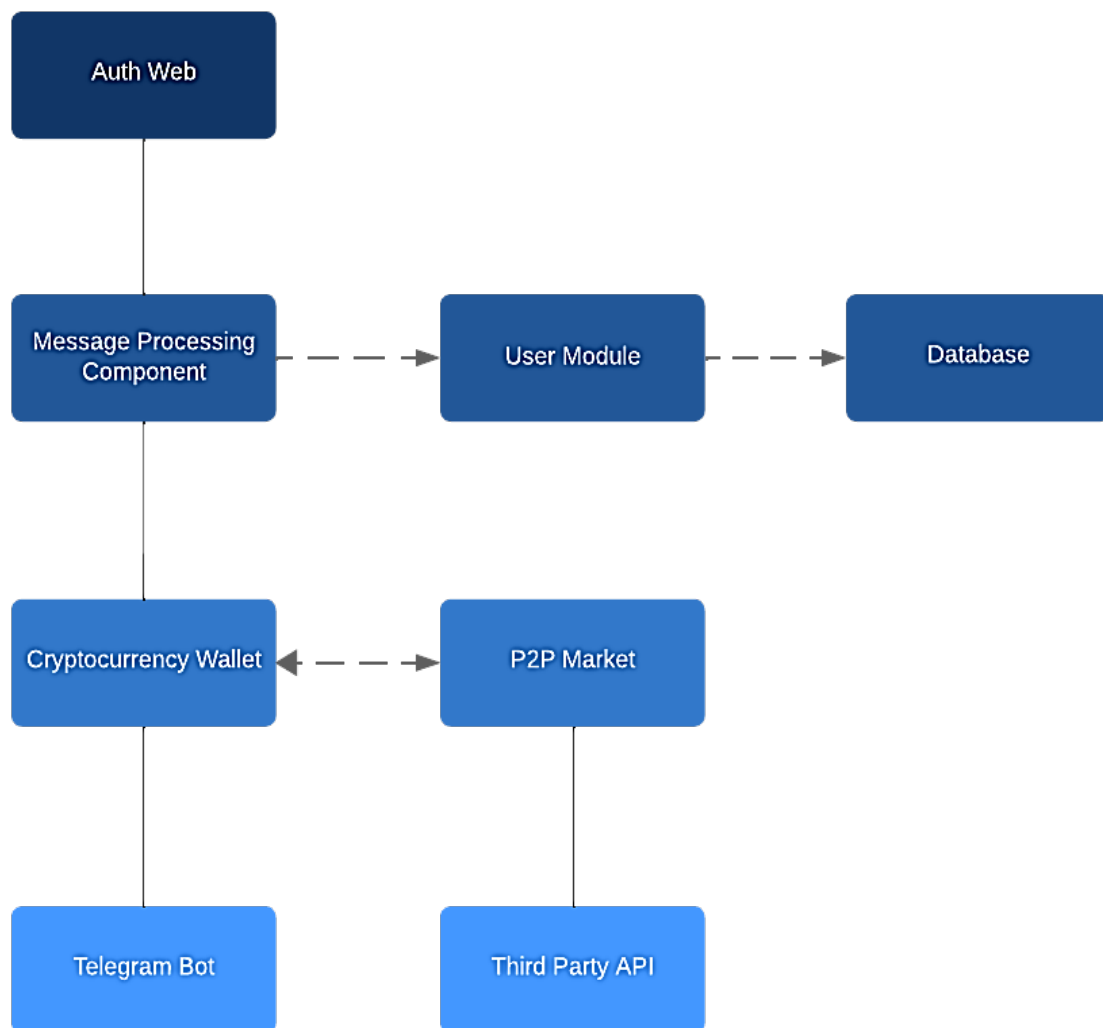 Auth Web
Message Processing
Component
User Module
Database
Cryptocurrency Wallet
P2P Market
Telegram Bot
Third Party API